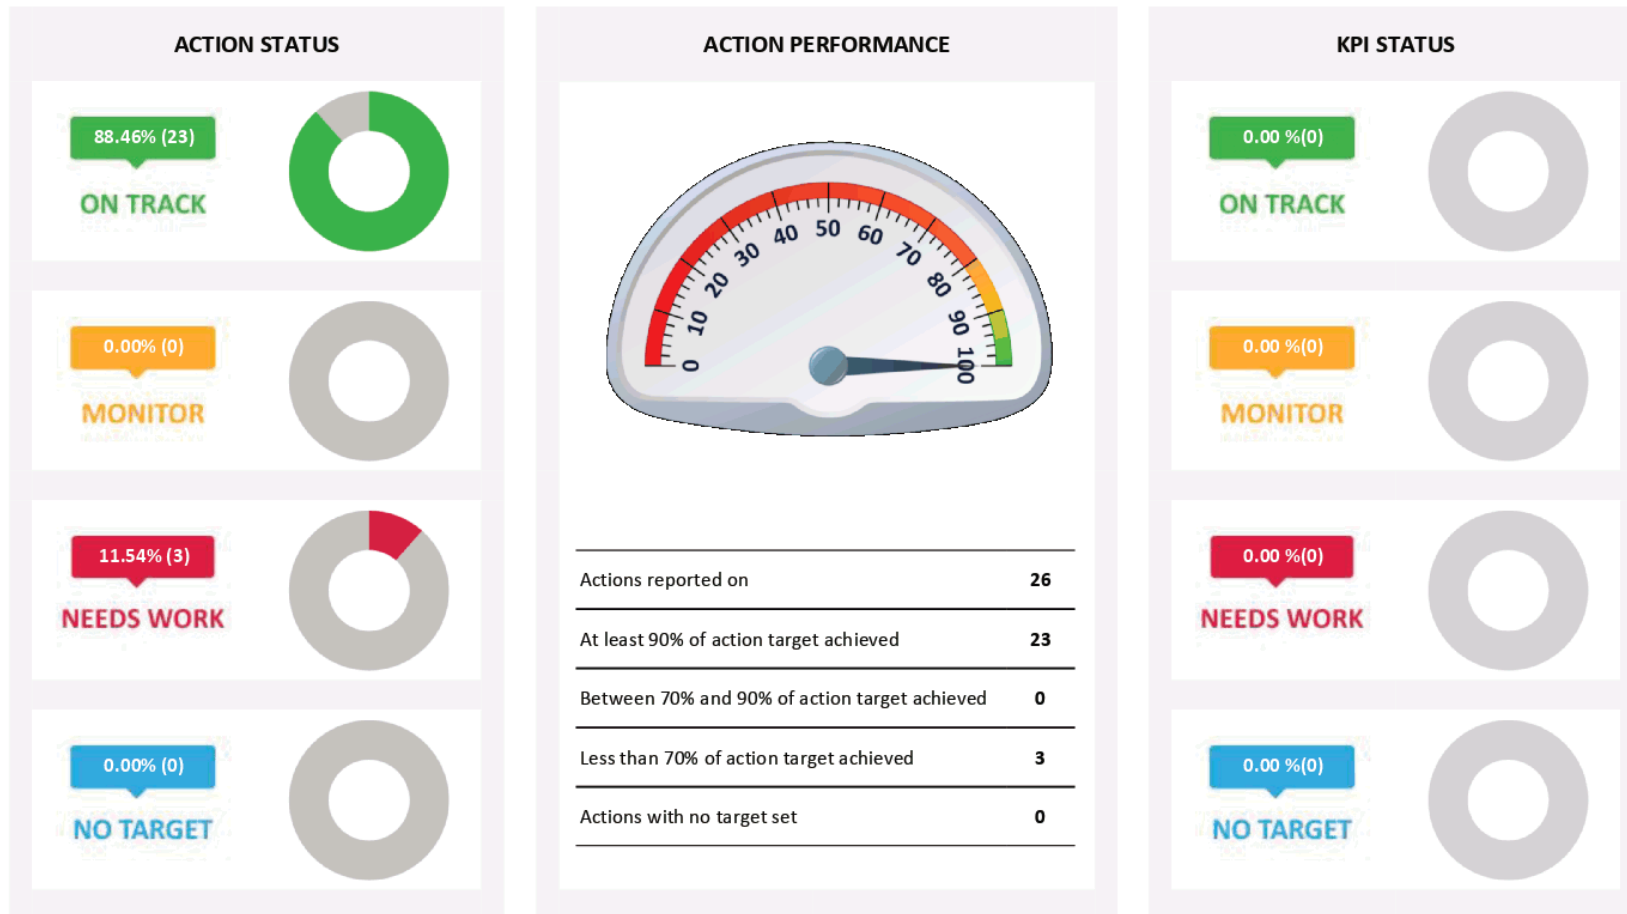 ACTION STATUS
88.46% (23)
ON TRACK
0.00% (0)
MONITOR
11.54% (3)
NEEDS WORK
0.00% (0)
NO TARGET
ACTION PERFORMANCE
0
10
20
30
40
50
60
70
80
90
100
Actions reported on 26
At least 90% of action target achieved 23
Between 70% and 90% of action target achieved 0
Less than 70% of action target achieved 3
Actions with no target set 0
KPI STATUS
0.00 %(0)
ON TRACK
0.00 %(0)
MONITOR
0.00 %(0)
NEEDS WORK
0.00 %(0)
NO TARGET